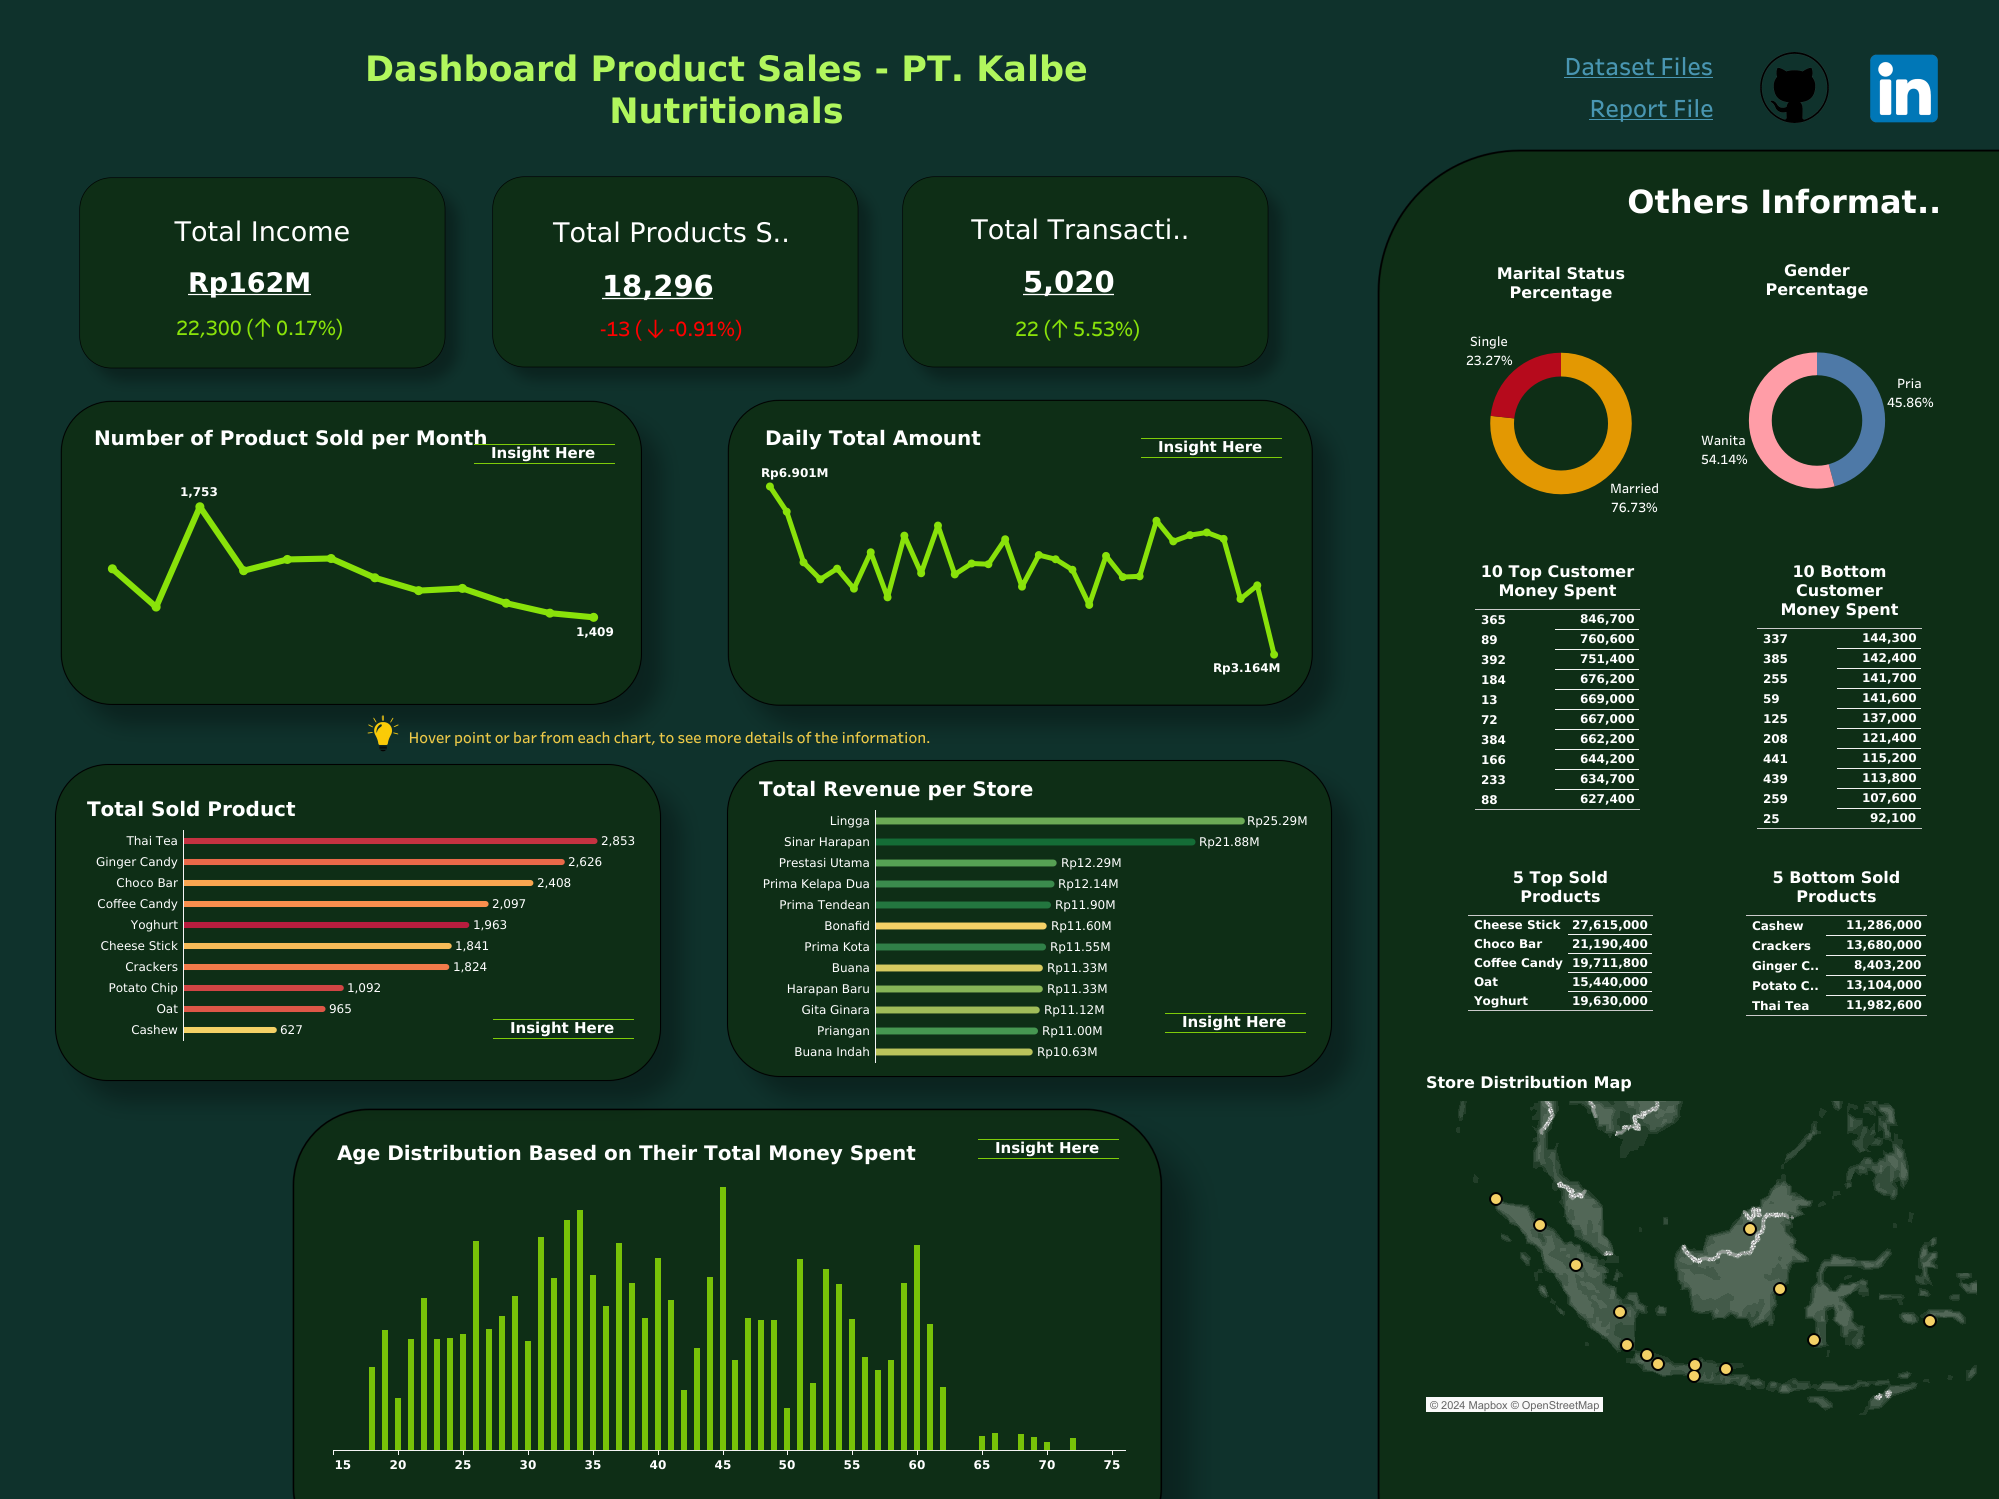 Dashboard Product Sales - PT. Kalbe
Nutritionals
Dataset Files
Report File
in
Total Income
Rp162M
22,300 (↑ 0.17%)
Total Products S..
18,296
-13 (↓ -0.91%)
Total Transacti..
5,020
22 (↑ 5.53%)
Number of Product Sold per Month
Insight Here
1,753
1,409
Daily Total Amount
Insight Here
Rp6.901M
Rp3.164M
Hover point or bar from each chart, to see more details of the information.
Total Sold Product
Thai Tea 2,853
Ginger Candy 2,626
Choco Bar 2,408
Coffee Candy 2,097
Yoghurt 1,963
Cheese Stick 1,841
Crackers 1,824
Potato Chip 1,092
Oat 965
Cashew 627
Insight Here
Total Revenue per Store
Lingga Rp25.29M
Sinar Harapan Rp21.88M
Prestasi Utama Rp12.29M
Prima Kelapa Dua Rp12.14M
Prima Tendean Rp11.90M
Bonafid Rp11.60M
Prima Kota Rp11.55M
Buana Rp11.33M
Harapan Baru Rp11.33M
Gita Ginara Rp11.12M
Priangan Rp11.00M
Buana Indah Rp10.63M
Insight Here
Age Distribution Based on Their Total Money Spent
Insight Here
15 20 25 30 35 40 45 50 55 60 65 70 75
Others Informat..
Marital Status
Percentage
Single
23.27%
Married
76.73%
Gender
Percentage
Pria
45.86%
Wanita
54.14%
10 Top Customer
Money Spent
365 846,700
89 760,600
392 751,400
184 676,200
13 669,000
72 667,000
384 662,200
166 644,200
233 634,700
88 627,400
10 Bottom
Customer
Money Spent
337 144,300
385 142,400
255 141,700
59 141,600
125 137,000
208 121,400
441 115,200
439 113,800
259 107,600
25 92,100
5 Top Sold
Products
Cheese Stick 27,615,000
Choco Bar 21,190,400
Coffee Candy 19,711,800
Oat 15,440,000
Yoghurt 19,630,000
5 Bottom Sold
Products
Cashew 11,286,000
Crackers 13,680,000
Ginger C.. 8,403,200
Potato C.. 13,104,000
Thai Tea 11,982,600
Store Distribution Map
© 2024 Mapbox © OpenStreetMap